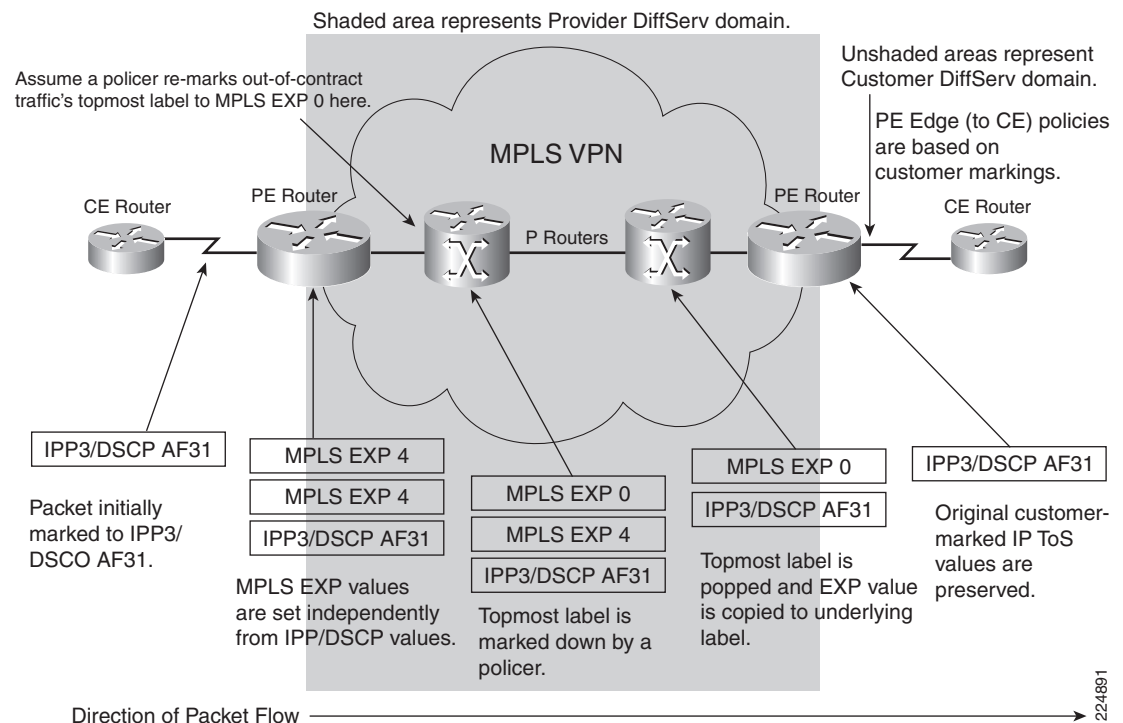 Shaded area represents Provider DiffServ domain.
Assume a policer re-marks out-of-contract
traffic's topmost label to MPLS EXP 0 here.
Unshaded areas represent
Customer DiffServ domain.
PE Edge (to CE) policies
are based on
customer markings.
MPLS VPN
CE Router
PE Router
P Routers
PE Router
CE Router
IPP3/DSCP AF31
Packet initially
marked to IPP3/
DSCO AF31.
MPLS EXP 4
MPLS EXP 4
IPP3/DSCP AF31
MPLS EXP values
are set independently
from IPP/DSCP values.
MPLS EXP 0
MPLS EXP 4
IPP3/DSCP AF31
Topmost label is
marked down by a
policer.
MPLS EXP 0
IPP3/DSCP AF31
Topmost label is
popped and EXP value
is copied to underlying
label.
IPP3/DSCP AF31
Original customer-
marked IP ToS
values are
preserved.
Direction of Packet Flow
224891